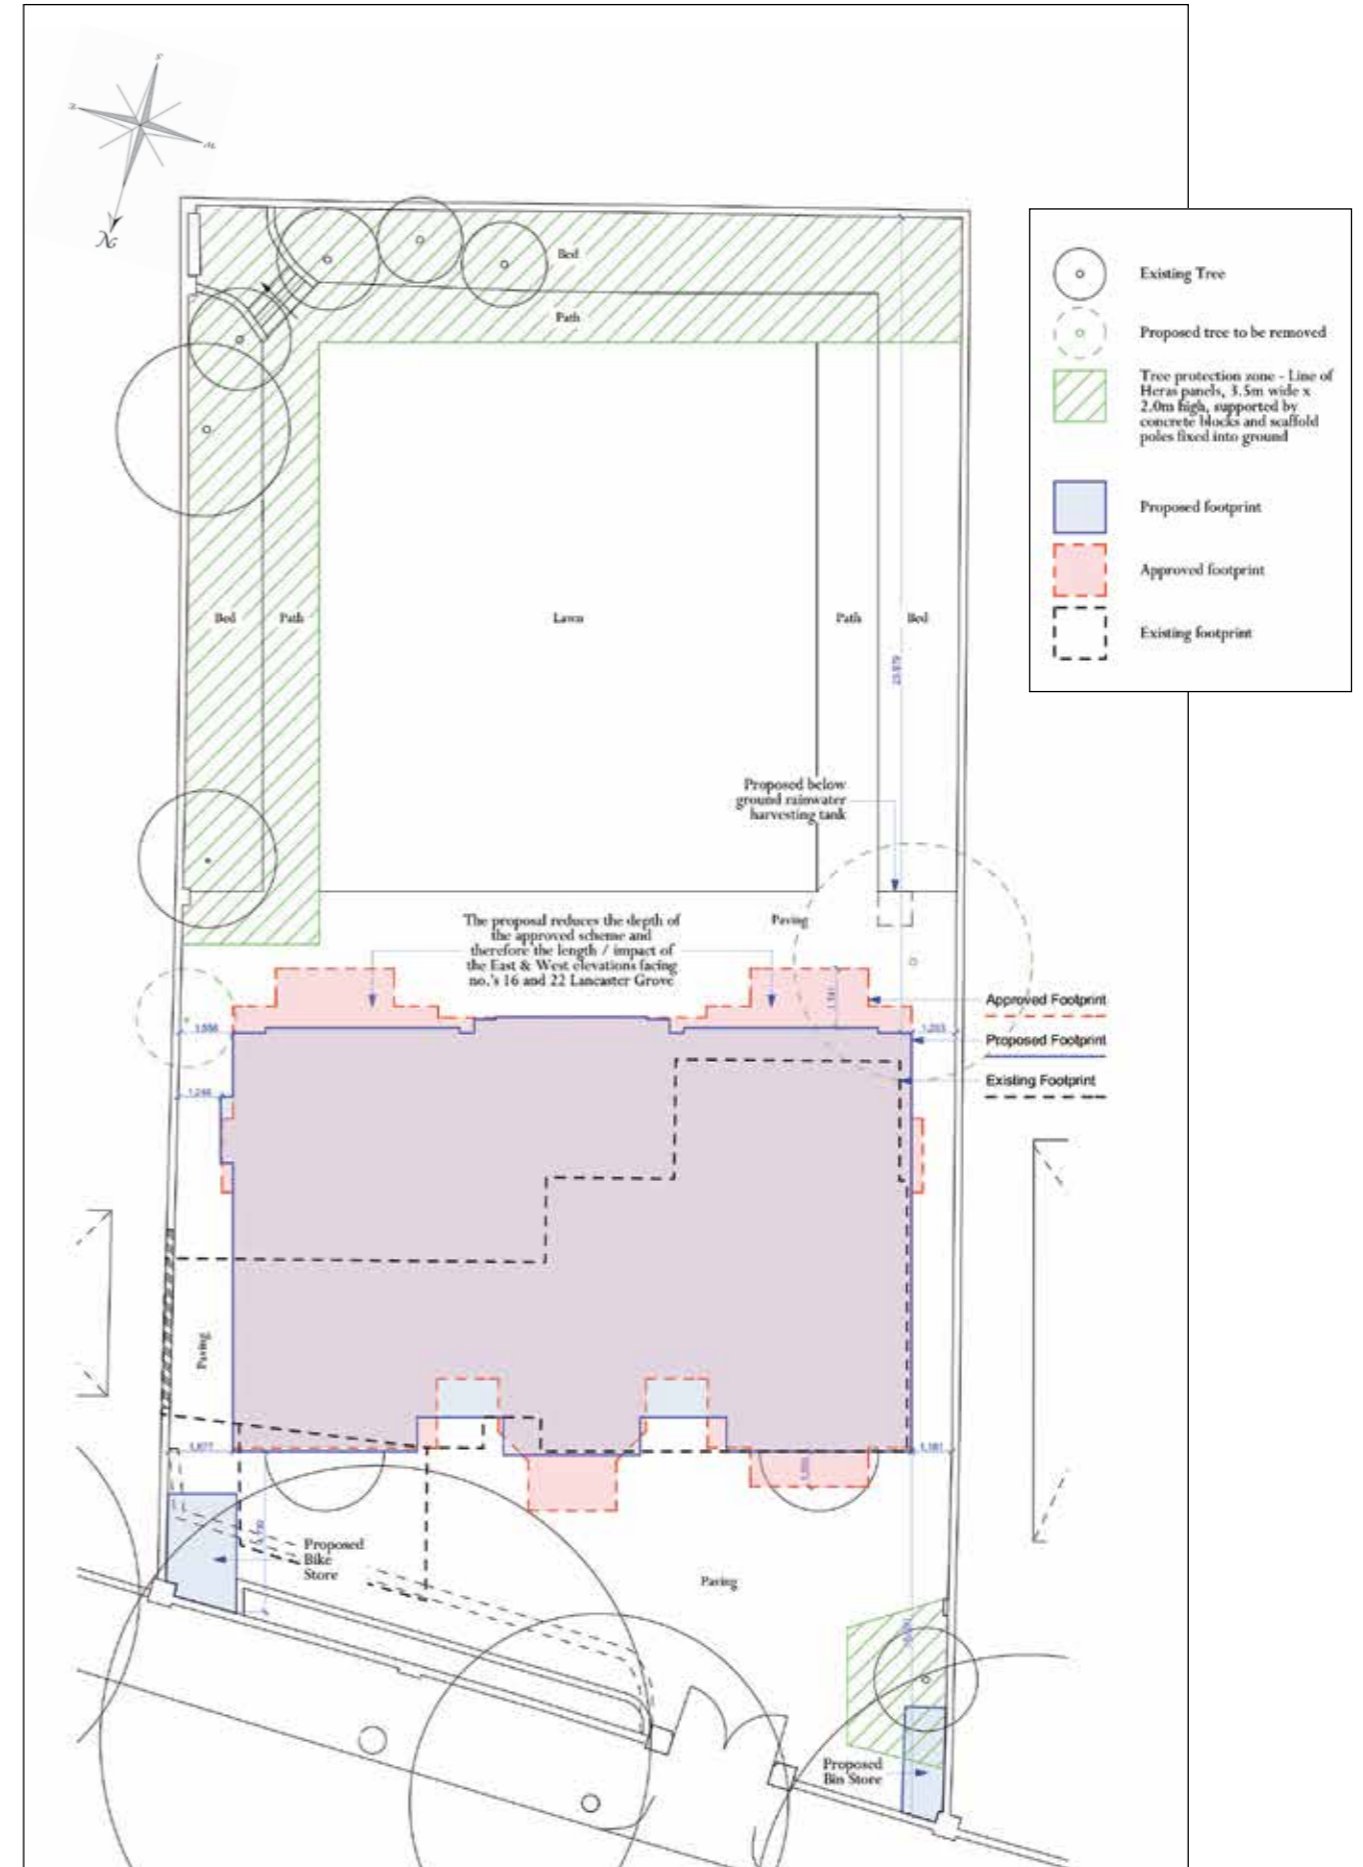 S
N
Existing Tree
Proposed tree to be removed
Tree protection zone - Line of
Heras panels, 3.5m wide x
2.0m high, supported by
concrete blocks and scaffold
poles fixed into ground
Proposed footprint
Approved footprint
Existing footprint
Bed
Path
Bed
Path
Lawn
Path
Bed
Proposed below
ground rainwater
harvesting tank
The proposal reduces the depth of
the approved scheme and
therefore the length / impact of
the East & West elevations facing
no.'s 16 and 22 Lancaster Grove
Paving
Approved Footprint
Proposed Footprint
Existing Footprint
Paving
Proposed
Bike
Store
Paving
Proposed
Bin Store